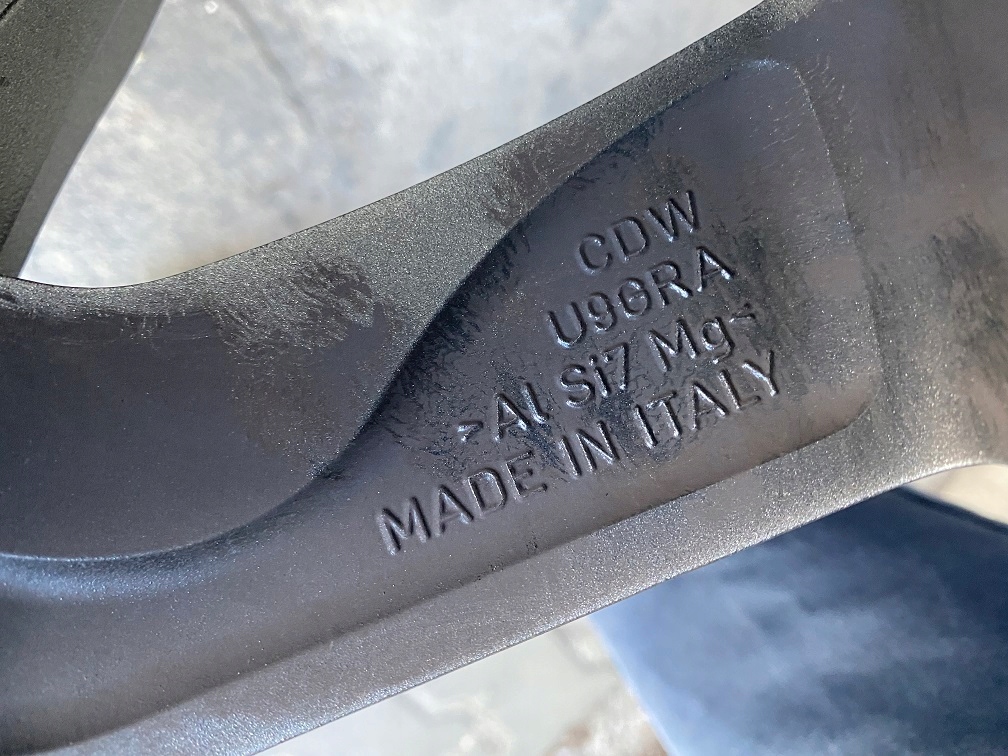 CDW
U96RA
>Al Si7 Mg<
MADE IN ITALY